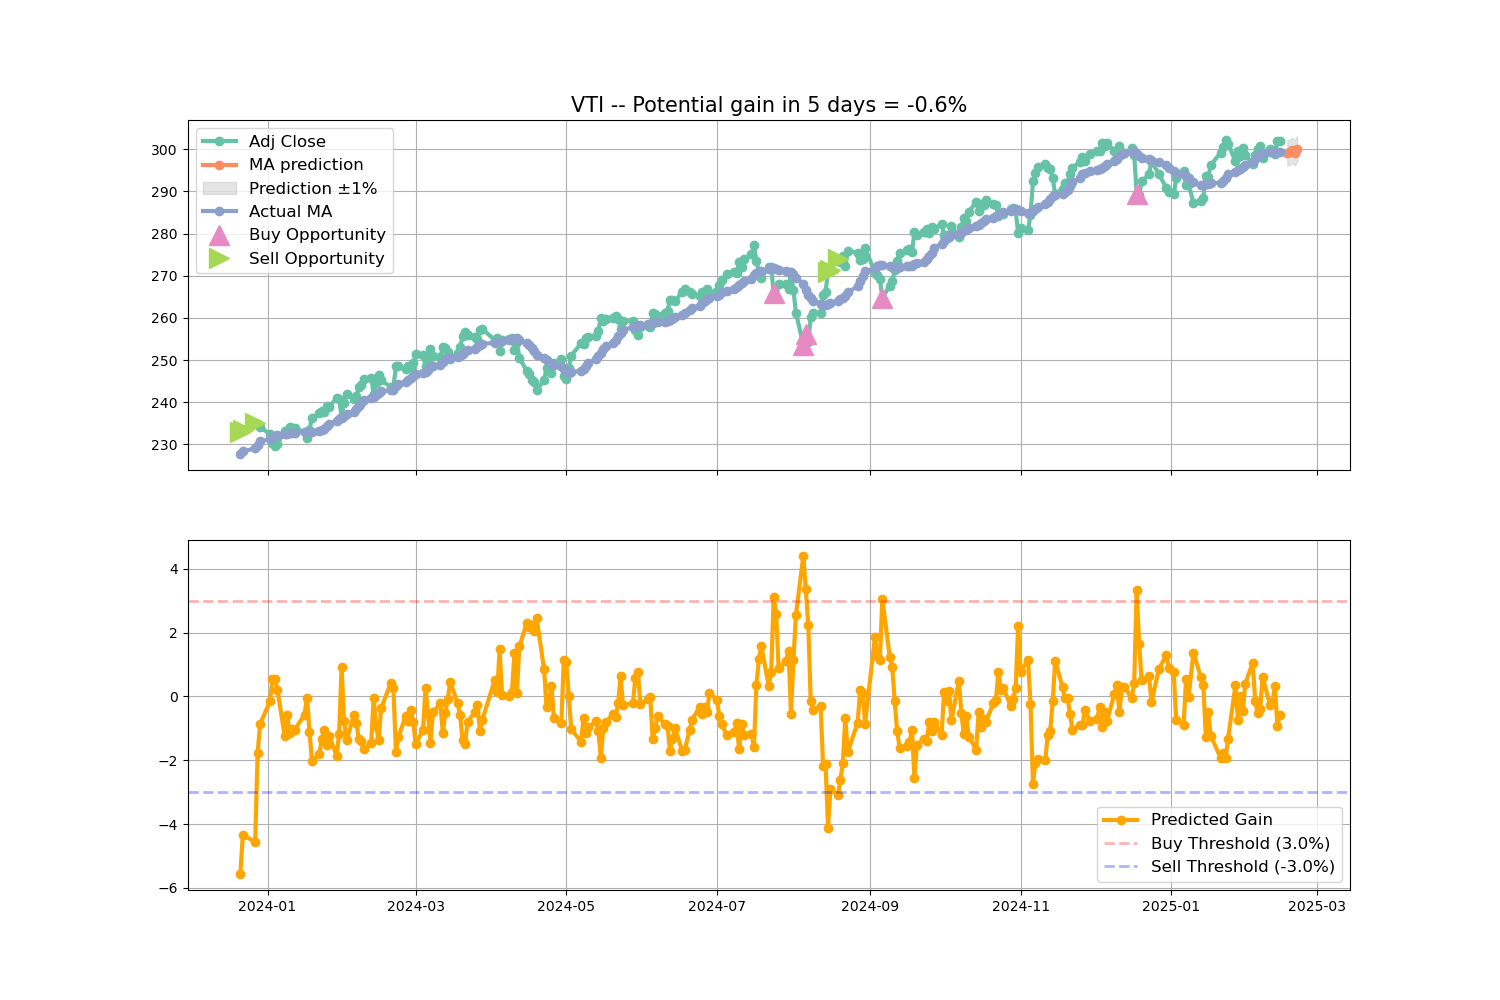 VTI -- Potential gain in 5 days = -0.6%
Adj Close
MA prediction
Prediction ±1%
Actual MA
Buy Opportunity
Sell Opportunity
300
290
280
270
260
250
240
230
4
2
0
−2
−4
−6
Predicted Gain
Buy Threshold (3.0%)
Sell Threshold (-3.0%)
2024-01 2024-03 2024-05 2024-07 2024-09 2024-11 2025-01 2025-03